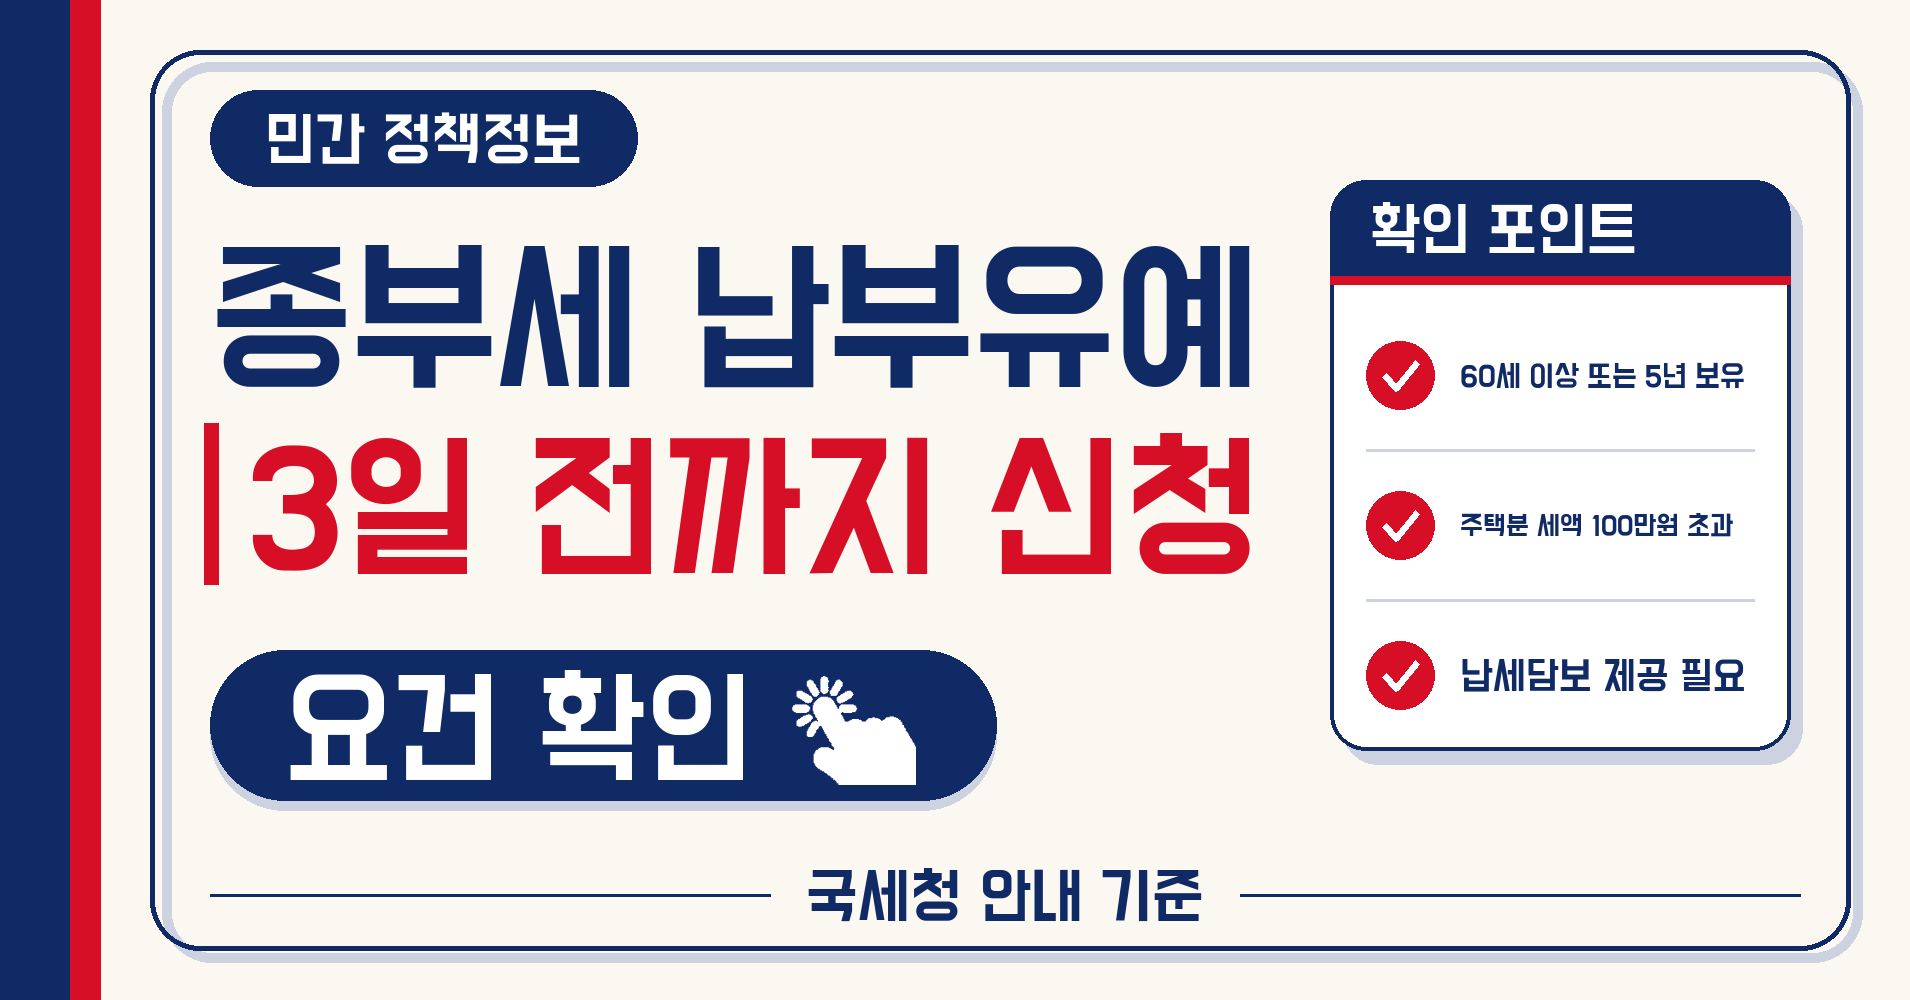 민간 정책정보
종부세 납부유예
3일 전까지 신청
요건 확인
확인 포인트
60세 이상 또는 5년 보유
주택분 세액 100만원 초과
납세담보 제공 필요
국세청 안내 기준